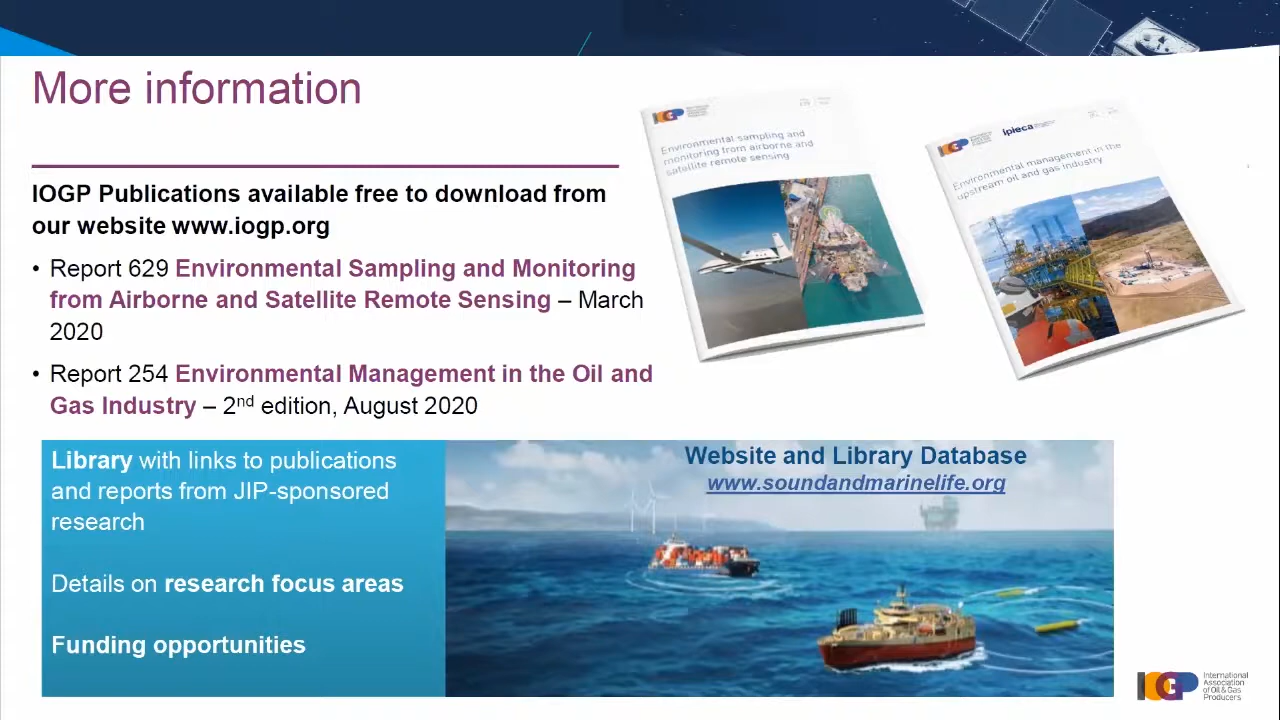 More information
IOGP Publications available free to download from
our website www.iogp.org
• Report 629 Environmental Sampling and Monitoring
from Airborne and Satellite Remote Sensing – March
2020
• Report 254 Environmental Management in the Oil and
Gas Industry – 2nd edition, August 2020
IOGP
Environmental sampling and
monitoring from airborne and
satellite remote sensing
IOGP
ipieca
Environmental management in the
upstream oil and gas industry
Library with links to publications
and reports from JIP-sponsored
research
Details on research focus areas
Funding opportunities
Website and Library Database
www.soundandmarinelife.org
IOGP
International
Association
of Oil & Gas
Producers